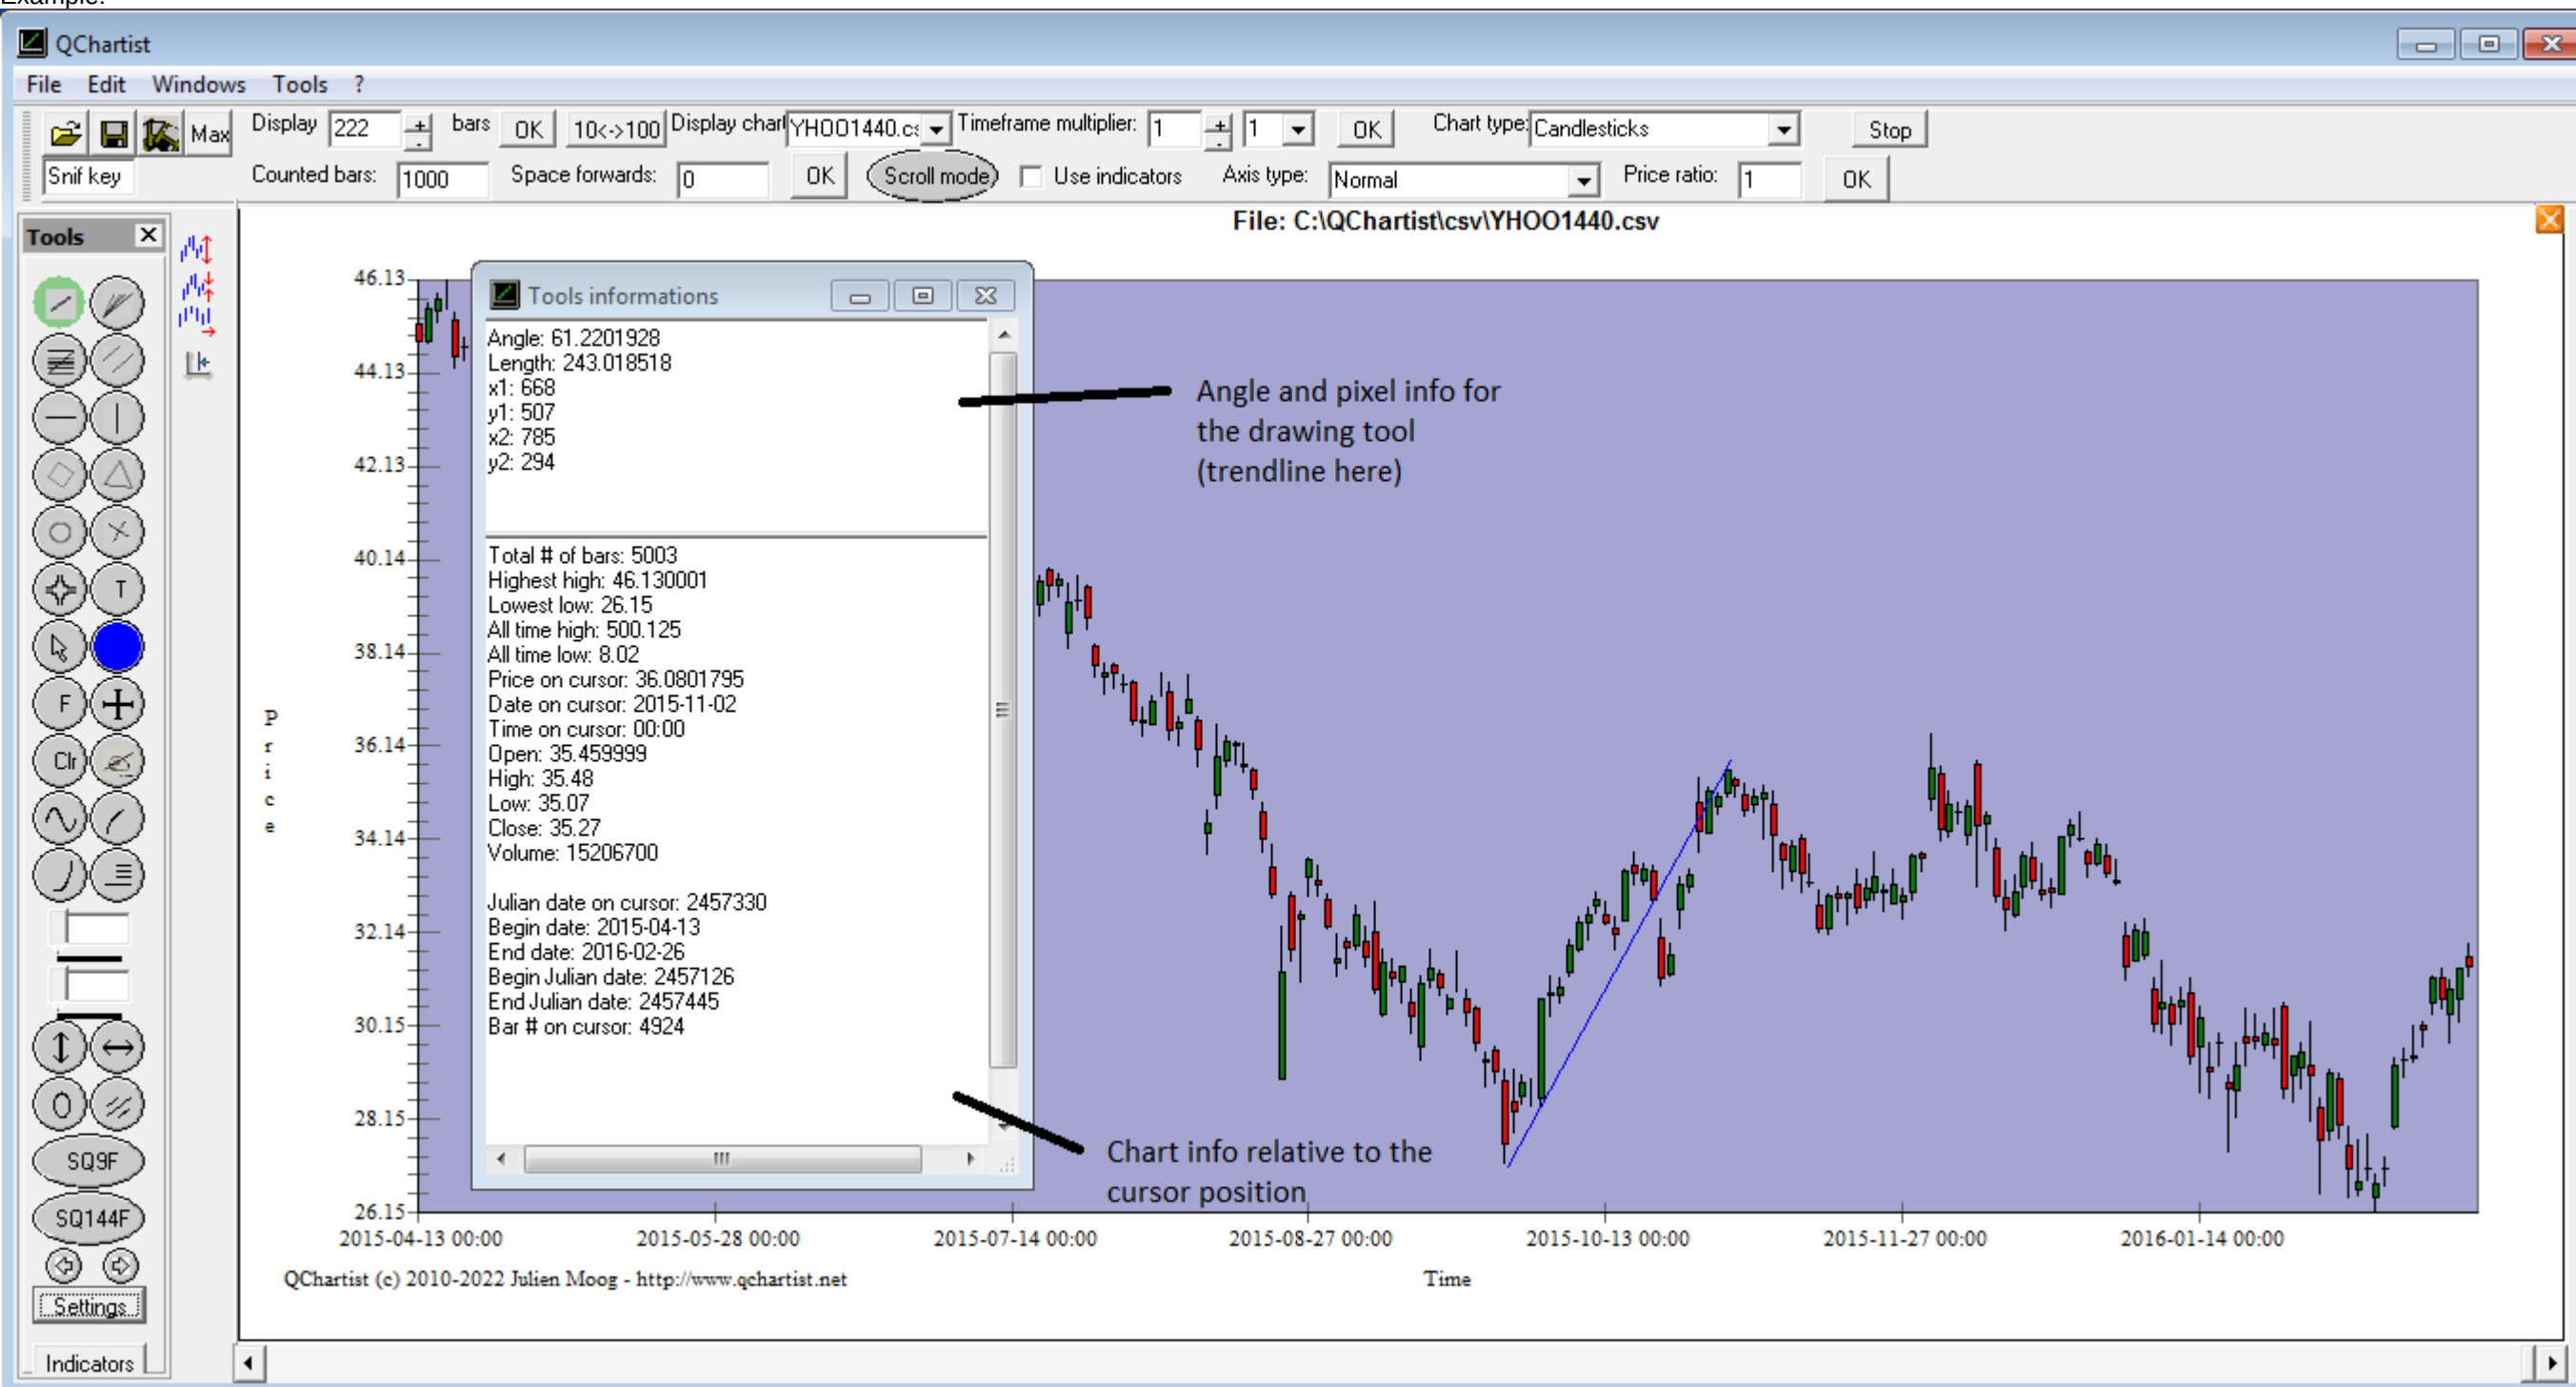 Example:
QChartist
File Edit Windows Tools ?
Max Display 222 + - bars OK 10<->100 Display chart YHOO1440.cs Timeframe multiplier: 1 + - 1 OK Chart type: Candlesticks Stop
Snif key Counted bars: 1000 Space forwards: 0 OK Scroll mode Use indicators Axis type: Normal Price ratio: 1 OK
Tools
File: C:\QChartist\csv\YHOO1440.csv
T
F
Clr
SQ9F
SQ144F
Settings
Indicators
Price
46.13
44.13
42.13
40.14
38.14
36.14
34.14
32.14
30.15
28.15
26.15
Tools informations
Angle: 61.2201928
Length: 243.018518
x1: 668
y1: 507
x2: 785
y2: 294
Total # of bars: 5003
Highest high: 46.130001
Lowest low: 26.15
All time high: 500.125
All time low: 8.02
Price on cursor: 36.0801795
Date on cursor: 2015-11-02
Time on cursor: 00:00
Open: 35.459999
High: 35.48
Low: 35.07
Close: 35.27
Volume: 15206700
Julian date on cursor: 2457330
Begin date: 2015-04-13
End date: 2016-02-26
Begin Julian date: 2457126
End Julian date: 2457445
Bar # on cursor: 4924
Angle and pixel info for
the drawing tool
(trendline here)
Chart info relative to the
cursor position
2015-04-13 00:00 2015-05-28 00:00 2015-07-14 00:00 2015-08-27 00:00 2015-10-13 00:00 2015-11-27 00:00 2016-01-14 00:00
QChartist (c) 2010-2022 Julien Moog - http://www.qchartist.net
Time